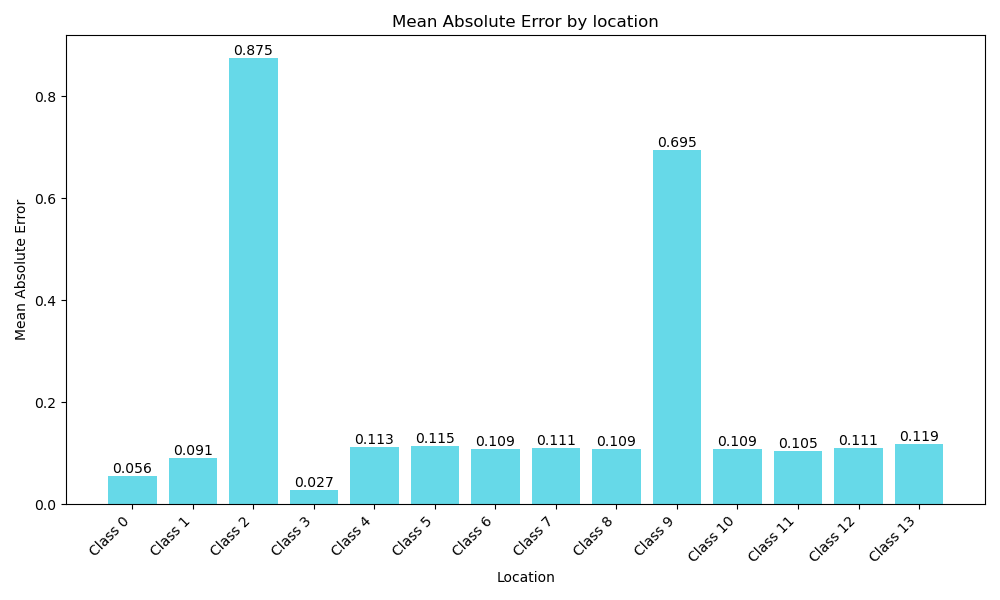 Mean Absolute Error by location
Mean Absolute Error
0.8
0.6
0.4
0.2
0.0
0.056
0.091
0.875
0.027
0.113
0.115
0.109
0.111
0.109
0.695
0.109
0.105
0.111
0.119
Class 0
Class 1
Class 2
Class 3
Class 4
Class 5
Class 6
Class 7
Class 8
Class 9
Class 10
Class 11
Class 12
Class 13
Location